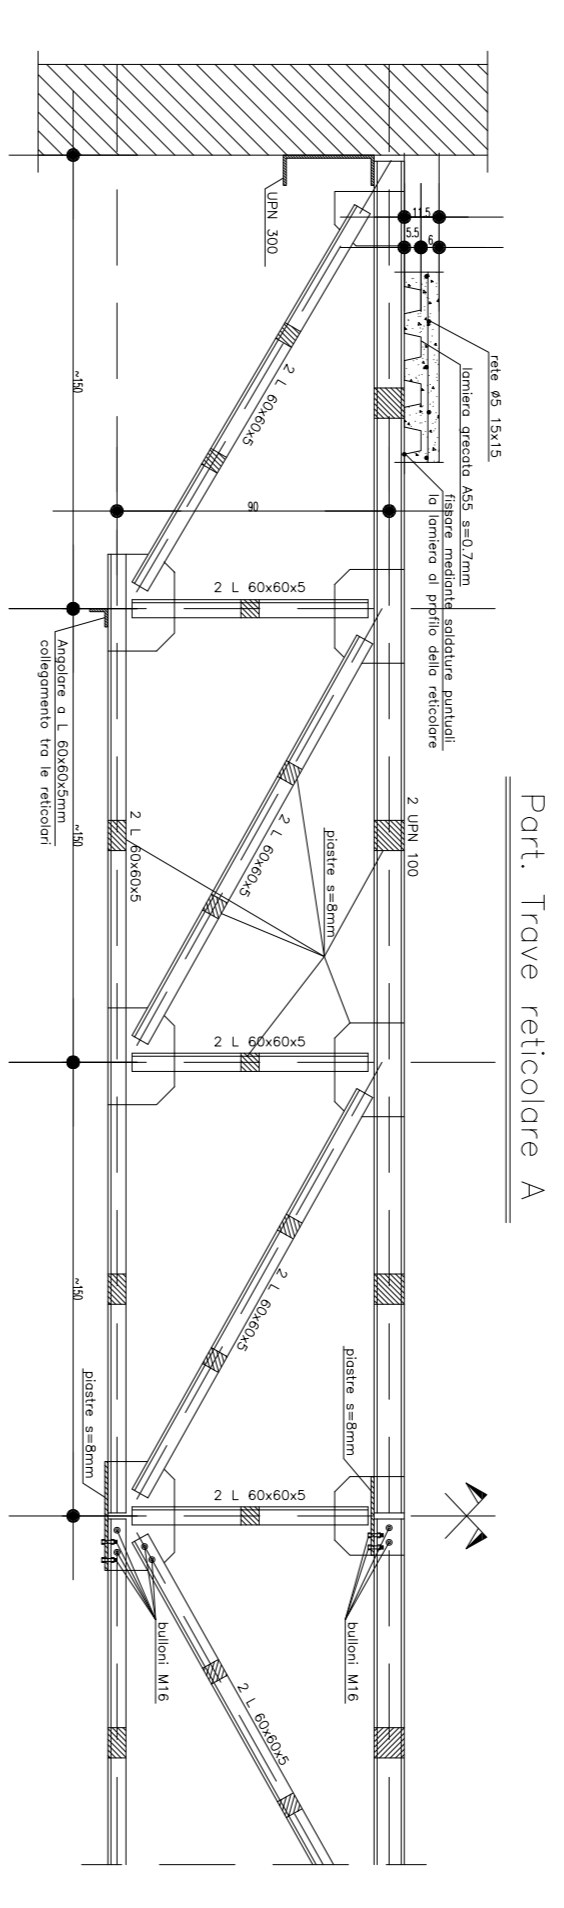 Part. Trave reticolare A
rete ø5 15x15
lamiera grecata A55 s=0.7mm
fissare mediante saldature puntuali
la lamiera al profilo della reticolare
11.5
5.5
6
UPN 300
2 L 60x60x5
2 L 60x60x5
2 L 60x60x5
2 L 60x60x5
2 L 60x60x5
2 L 60x60x5
2 L 60x60x5
2 L 60x60x5
2 UPN 100
piastre s=8mm
piastre s=8mm
piastre s=8mm
bulloni M16
bulloni M16
90
Angolare a L 60x60x5mm
collegamento tra le reticolari
~150
~150
~150